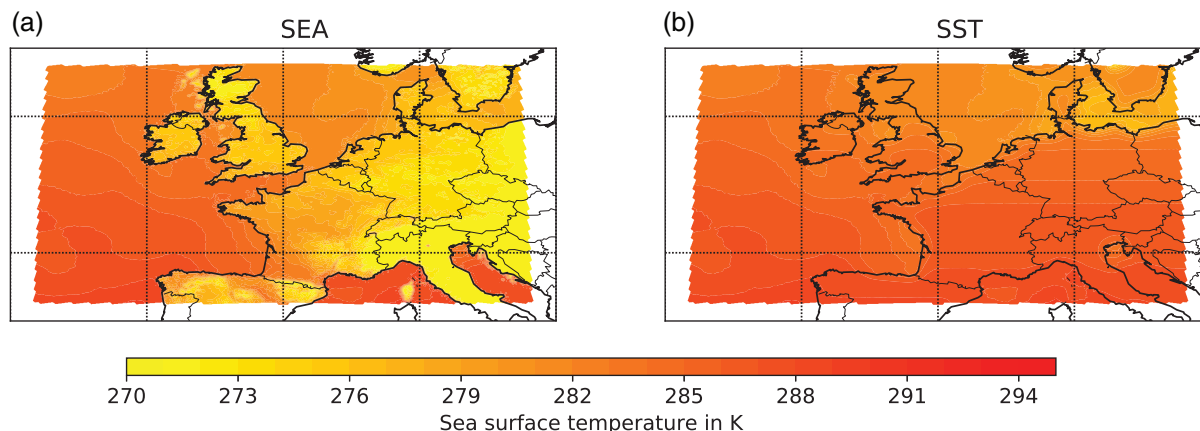 (a)
SEA
(b)
SST
270 273 276 279 282 285 288 291 294
Sea surface temperature in K